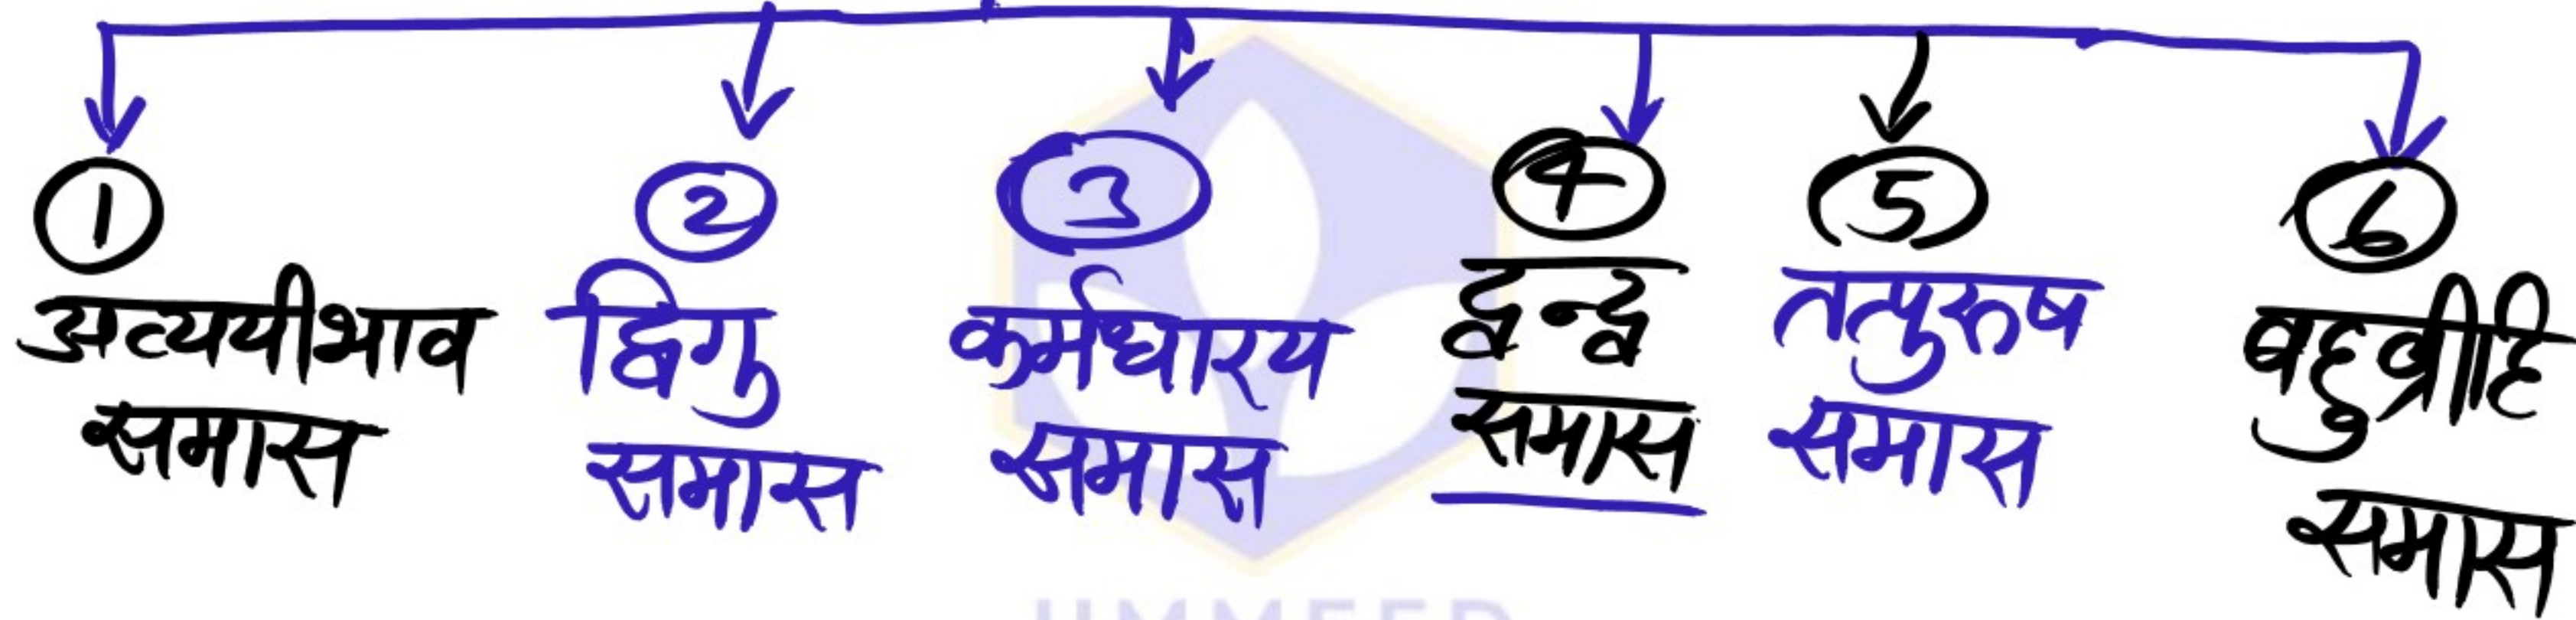 ① ② ③ ④ ⑤ ⑥
अव्ययीभाव समास
द्विगु समास
कर्मधारय समास
द्वन्द्व समास
तत्पुरुष समास
बहुव्रीहि समास
UMMEED